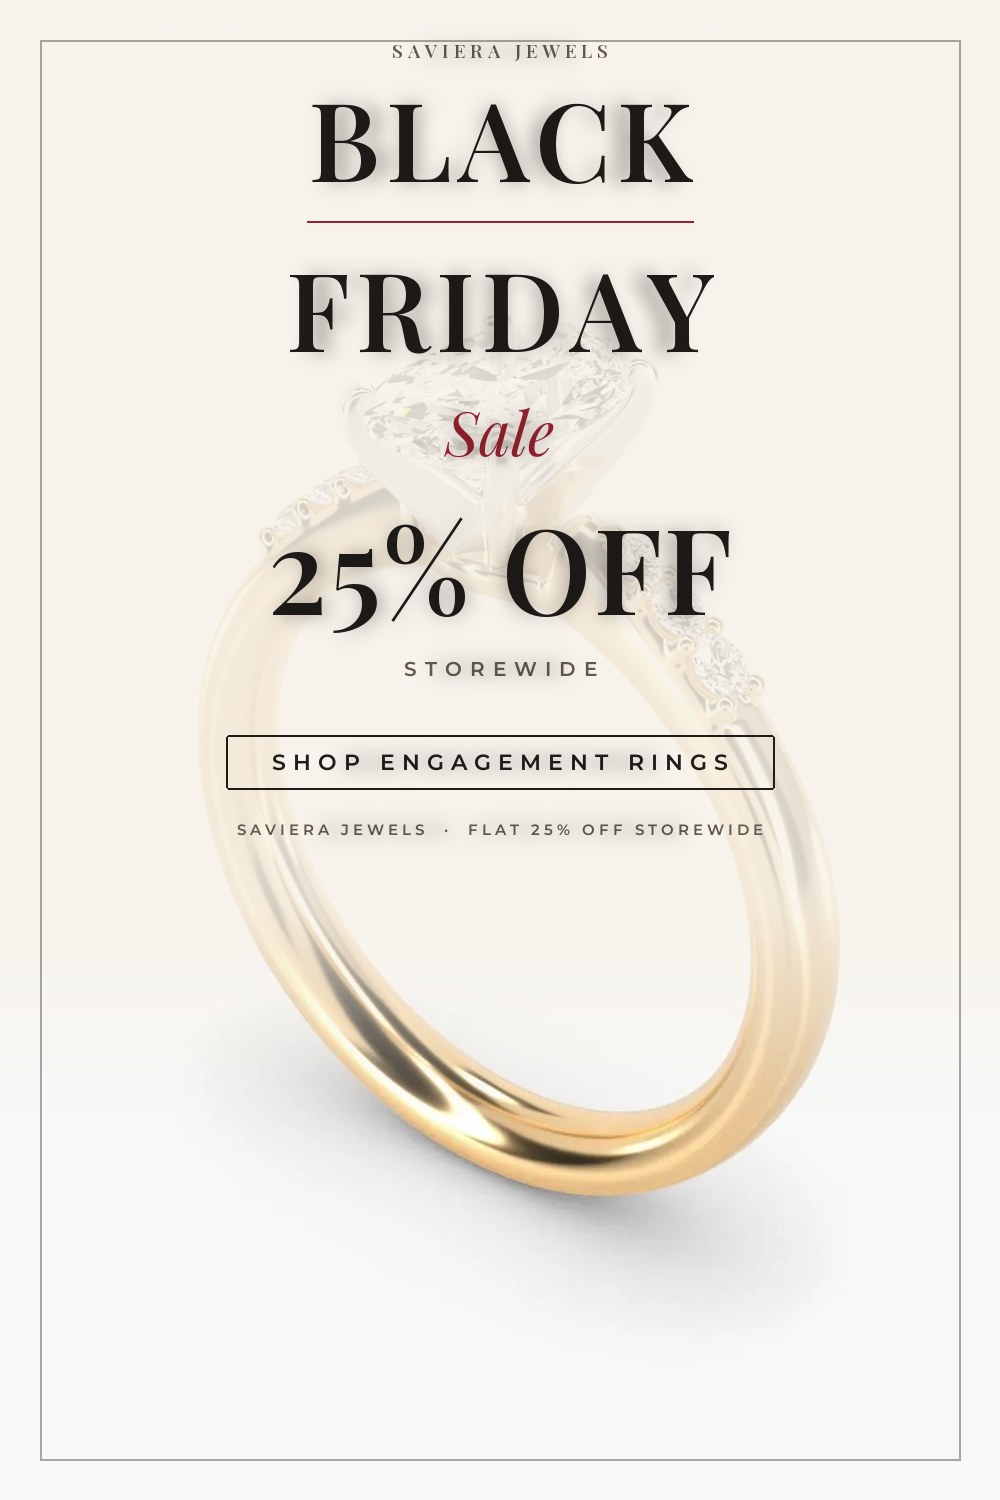 SAVIERA JEWELS
BLACK
FRIDAY
Sale
25% OFF
STOREWIDE
SHOP ENGAGEMENT RINGS
SAVIERA JEWELS · FLAT 25% OFF STOREWIDE